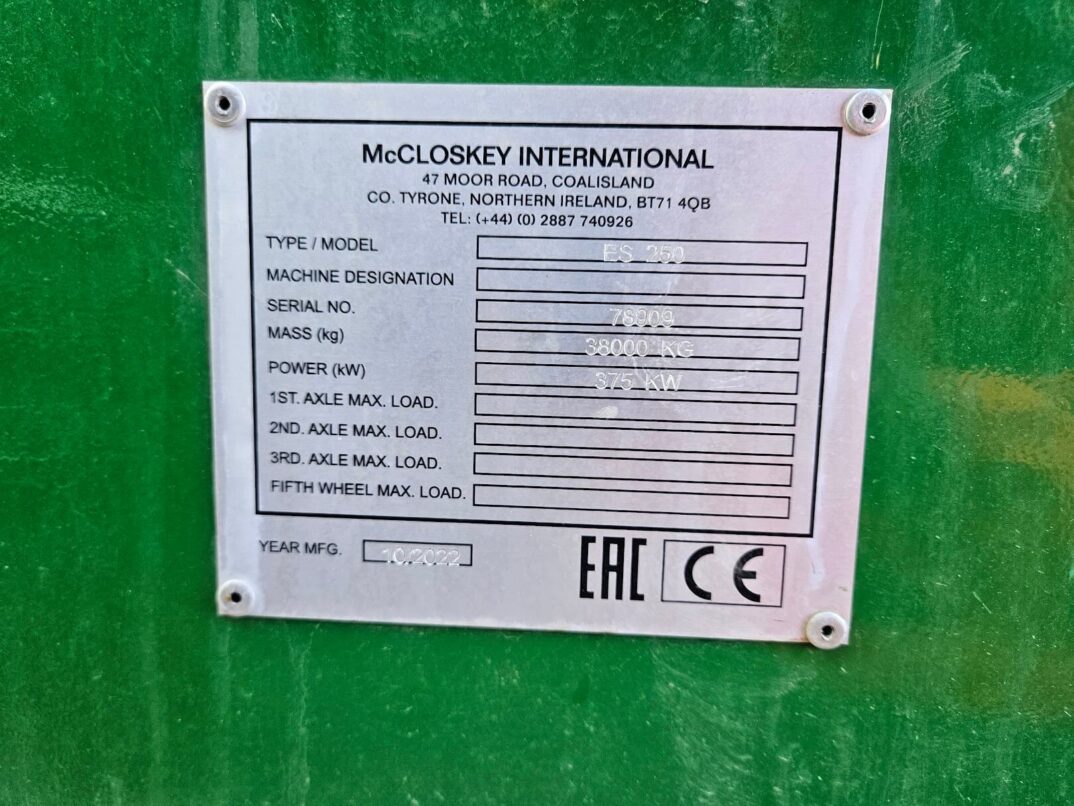 McCLOSKEY INTERNATIONAL
47 MOOR ROAD, COALISLAND
CO. TYRONE, NORTHERN IRELAND, BT71 4QB
TEL: (+44) (0) 2887 740926
TYPE / MODEL ES 250
MACHINE DESIGNATION
SERIAL NO. 78009
MASS (kg) 38000 KG
POWER (kW) 375 KW
1ST. AXLE MAX. LOAD.
2ND. AXLE MAX. LOAD.
3RD. AXLE MAX. LOAD.
FIFTH WHEEL MAX. LOAD.
YEAR MFG. 10/2022 EAC CE